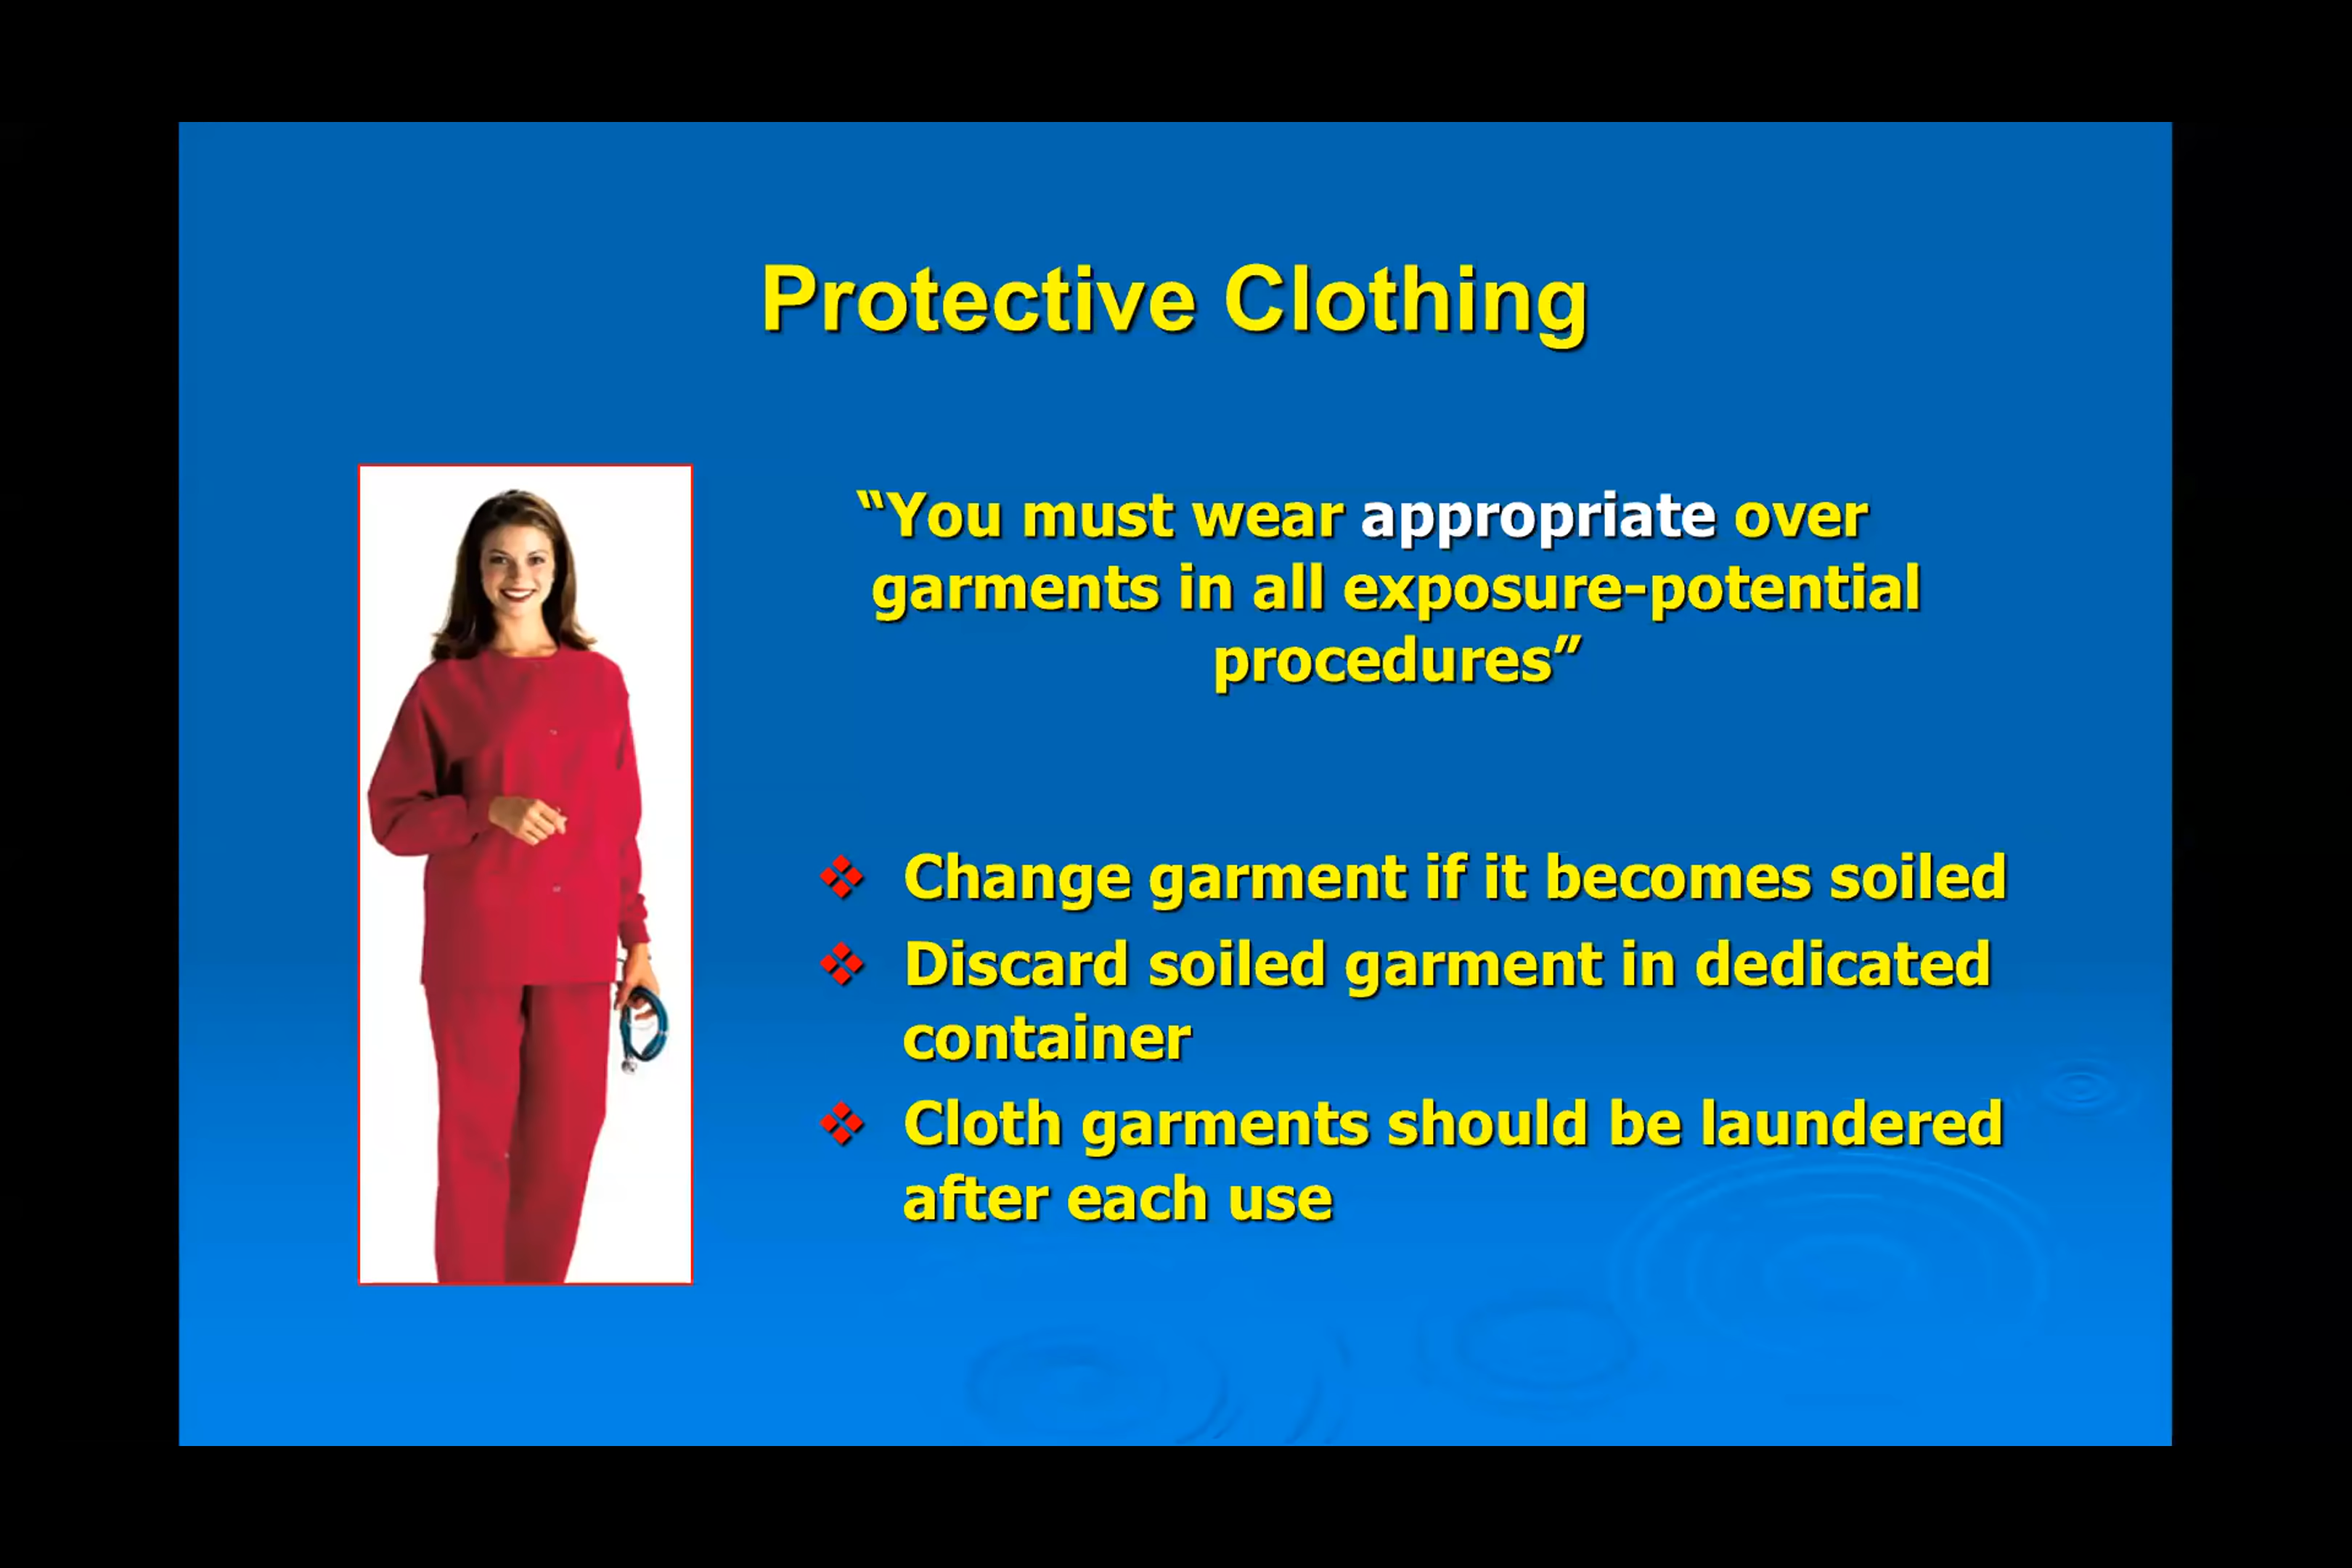 Protective Clothing
“You must wear appropriate over
garments in all exposure-potential
procedures”
Change garment if it becomes soiled
Discard soiled garment in dedicated
container
Cloth garments should be laundered
after each use